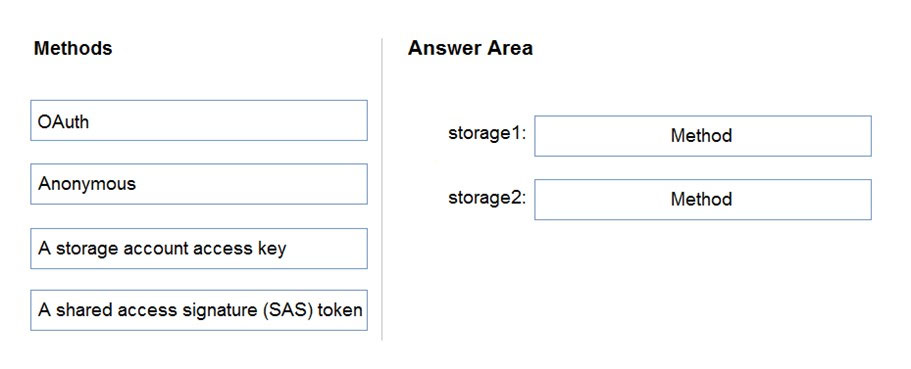 Methods
OAuth
Anonymous
A storage account access key
A shared access signature (SAS) token
Answer Area
storage1: Method
storage2: Method